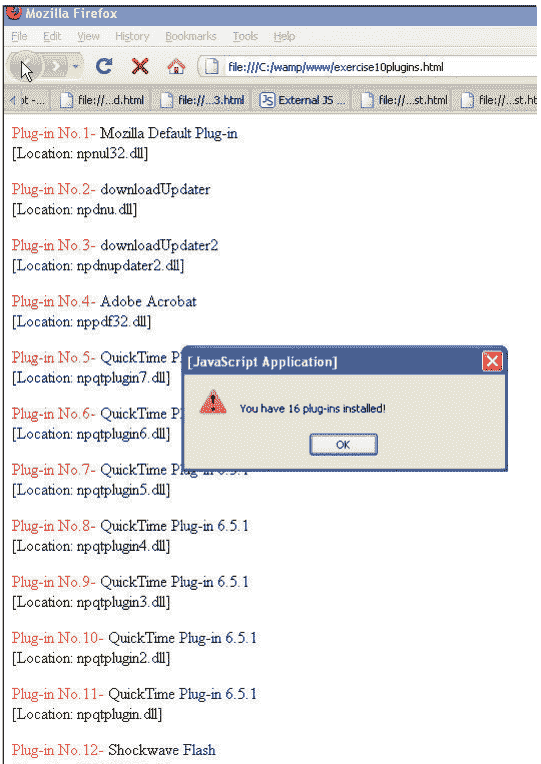 Mozilla Firefox
File Edit View History Bookmarks Tools Help
file:///C:/wamp/www/exercise10plugins.html
pt -... file://...d.html file://...3.html JS External JS ... file://...st.html file://...st.ht
Plug-in No.1- Mozilla Default Plug-in
[Location: npnul32.dll]
Plug-in No.2- downloadUpdater
[Location: npdnu.dll]
Plug-in No.3- downloadUpdater2
[Location: npdnupdater2.dll]
Plug-in No.4- Adobe Acrobat
[Location: nppdf32.dll]
Plug-in No.5- QuickTime Pl
[Location: npqtplugin7.dll]
Plug-in No.6- QuickTime P
[Location: npqtplugin6.dll]
Plug-in No.7- QuickTime Plug-in 6.5.1
[Location: npqtplugin5.dll]
[JavaScript Application]
You have 16 plug-ins installed!
OK
Plug-in No.8- QuickTime Plug-in 6.5.1
[Location: npqtplugin4.dll]
Plug-in No.9- QuickTime Plug-in 6.5.1
[Location: npqtplugin3.dll]
Plug-in No.10- QuickTime Plug-in 6.5.1
[Location: npqtplugin2.dll]
Plug-in No.11- QuickTime Plug-in 6.5.1
[Location: npqtplugin.dll]
Plug-in No.12- Shockwave Flash